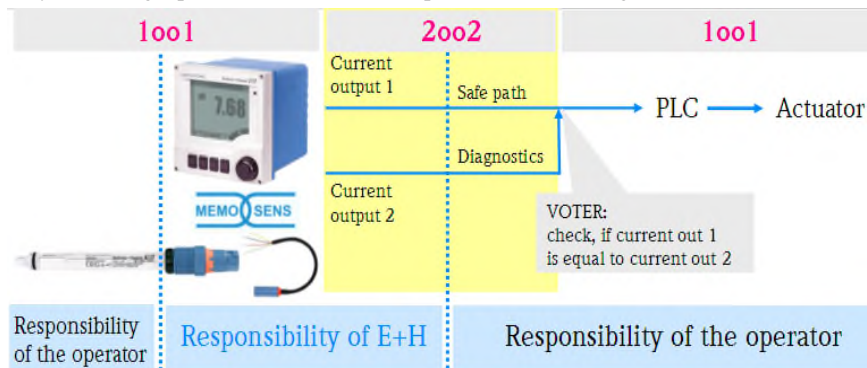 1oo1
2oo2
1oo1
Current
output 1
Safe path
7.68
PLC
Actuator
Diagnostics
MEMO SENS
Current
output 2
VOTER:
check, if current out 1
is equal to current out 2
Responsibility
of the operator
Responsibility of E+H
Responsibility of the operator